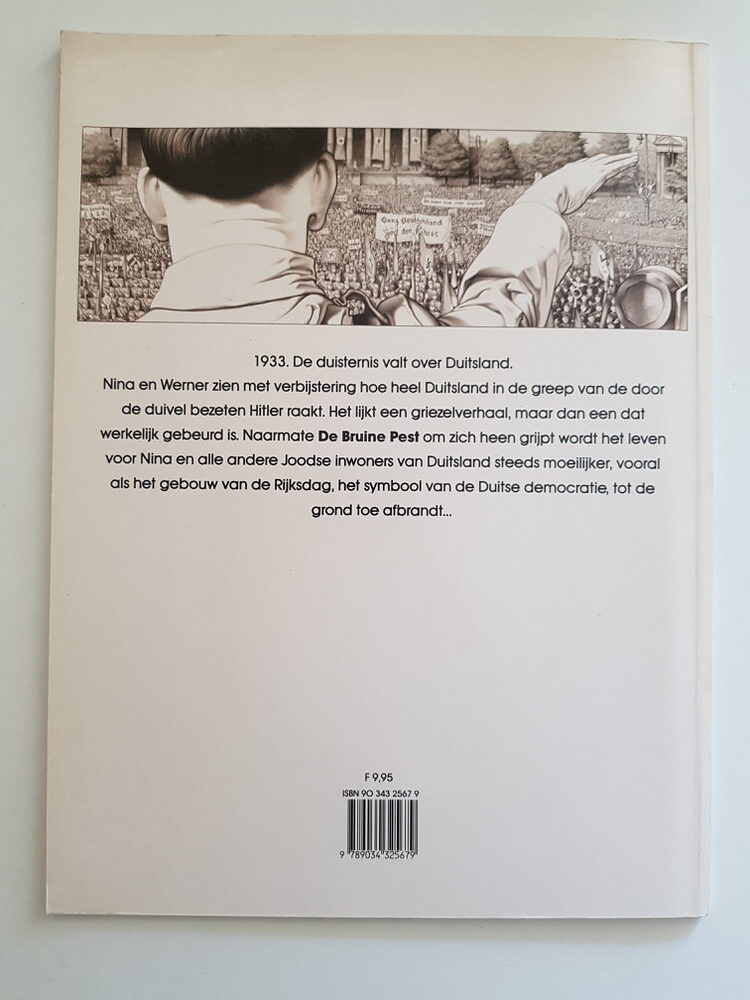 Ganz Deutschland
1933. De duisternis valt over Duitsland.
Nina en Werner zien met verbijstering hoe heel Duitsland in de greep van de door
de duivel bezeten Hitler raakt. Het lijkt een griezelverhaal, maar dan een dat
werkelijk gebeurd is. Naarmate De Bruine Pest om zich heen grijpt wordt het leven
voor Nina en alle andere Joodse inwoners van Duitsland steeds moeilijker, vooral
als het gebouw van de Rijksdag, het symbool van de Duitse democratie, tot de
grond toe afbrandt...
F 9,95
ISBN 90 343 2567 9
9 789034 325679